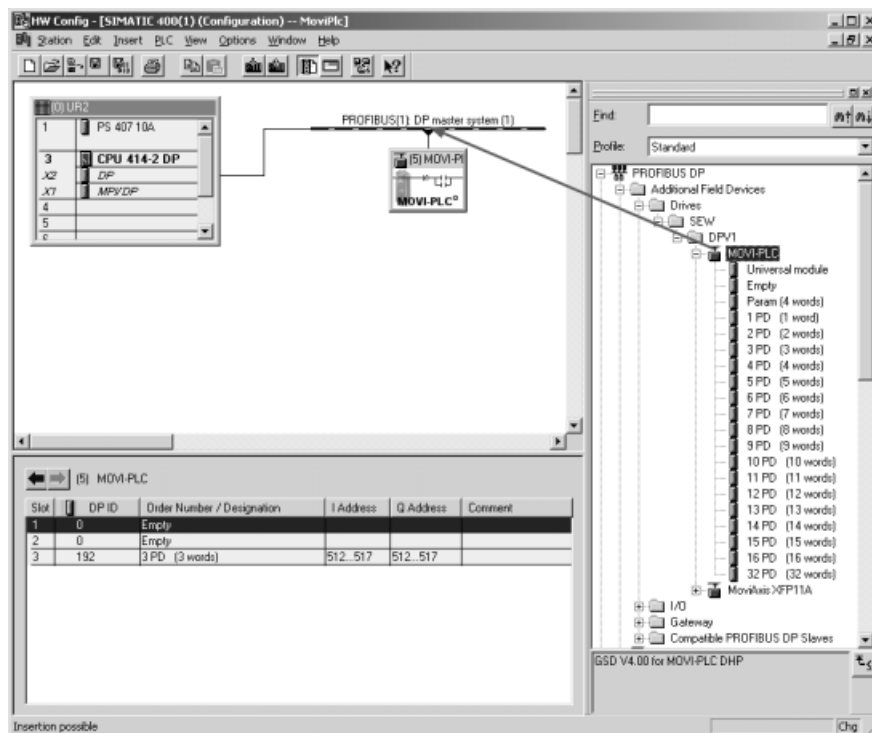 HW Config - [SIMATIC 400(1) (Configuration) -- MoviPlc]
Station Edit Insert PLC View Options Window Help
(0) UR2
1 PS 407 10A
3 CPU 414-2 DP
X2 DP
X1 MPI/DP
4
5
PROFIBUS(1): DP master system (1)
(5) MOVI-Pl
MOVI-PLC
Find:
Profile: Standard
PROFIBUS DP
Additional Field Devices
Drives
SEW
DPV1
MOVI-PLC
Universal module
Empty
Param (4 words)
1 PD (1 word)
2 PD (2 words)
3 PD (3 words)
4 PD (4 words)
5 PD (5 words)
6 PD (6 words)
7 PD (7 words)
8 PD (8 words)
9 PD (9 words)
10 PD (10 words)
11 PD (11 words)
12 PD (12 words)
13 PD (13 words)
14 PD (14 words)
15 PD (15 words)
16 PD (16 words)
32 PD (32 words)
MoviAxis XFP11A
I/O
Gateway
Compatible PROFIBUS DP Slaves
GSD V4.00 for MOVI-PLC DHP
(5) MOVI-PLC
Slot DP ID Order Number / Designation I Address Q Address Comment
1 0 Empty
2 0 Empty
3 192 3 PD (3 words) 512...517 512...517
Insertion possible
Chg